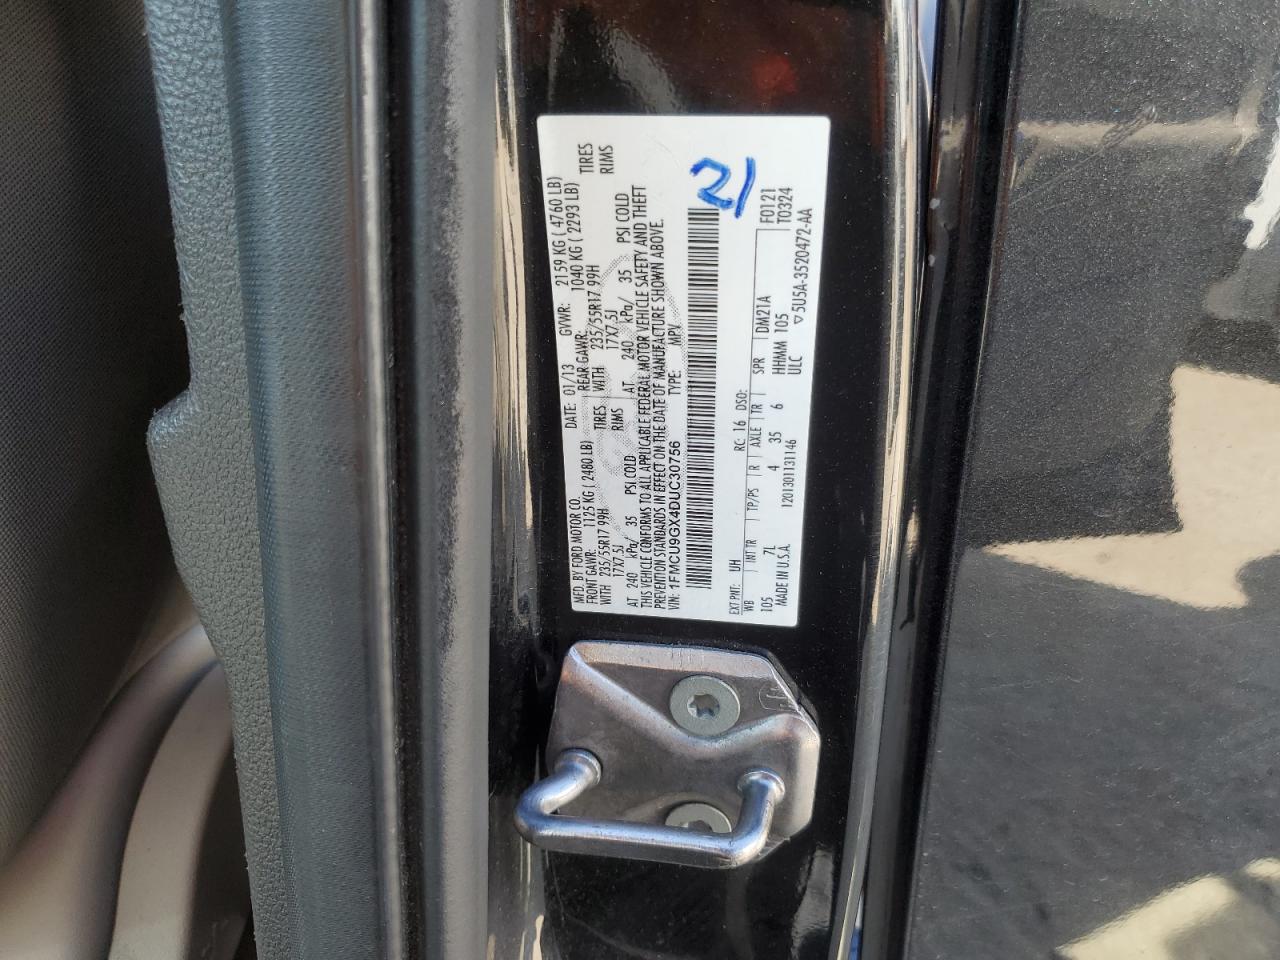 MFD. BY FORD MOTOR CO.
DATE: 01/13 GVWR: 2159 KG ( 4760 LB)
FRONT GAWR: 1125 KG ( 2480 LB) REAR GAWR: 1040 KG ( 2293 LB)
WITH 235/55R17 99H TIRES WITH 235/55R17 99H TIRES
17X7.5J RIMS 17X7.5J RIMS
AT 240 kPa/ 35 PSI COLD AT 240 kPa/ 35 PSI COLD
THIS VEHICLE CONFORMS TO ALL APPLICABLE FEDERAL MOTOR VEHICLE SAFETY AND THEFT
PREVENTION STANDARDS IN EFFECT ON THE DATE OF MANUFACTURE SHOWN ABOVE.
VIN: 1FMCU9GX4DUC30756 TYPE: MPV
21
EXT PNT: UH RC: 16 DSO: F0121
WB INT TR TP/PS R AXLE TR SPR DM21A T0324
105 7L 4 35 6 HHMM 105
MADE IN U.S.A. 1201301131146 ULC ▽5U5A-3520472-AA